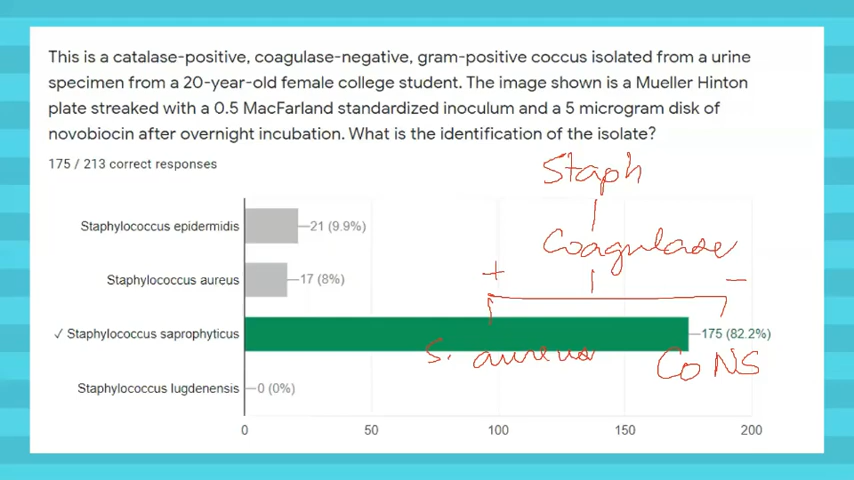 This is a catalase-positive, coagulase-negative, gram-positive coccus isolated from a urine
specimen from a 20-year-old female college student. The image shown is a Mueller Hinton
plate streaked with a 0.5 MacFarland standardized inoculum and a 5 microgram disk of
novobiocin after overnight incubation. What is the identification of the isolate?
175 / 213 correct responses
Staph
Staphylococcus epidermidis 21 (9.9%)
Coagulase
+ −
Staphylococcus aureus 17 (8%)
✓ Staphylococcus saprophyticus 175 (82.2%)
S. aureus CoNS
Staphylococcus lugdenensis 0 (0%)
0 50 100 150 200